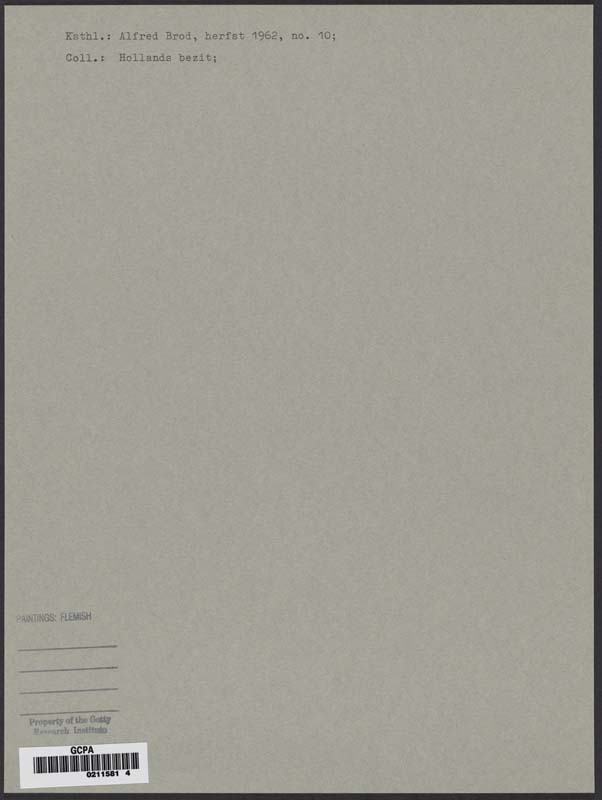 Ksthl.: Alfred Brod, herfst 1962, no. 10;
Coll.: Hollands bezit;
PAINTINGS: FLEMISH
Property of the Getty
Research Institute
GCPA
0211581 4